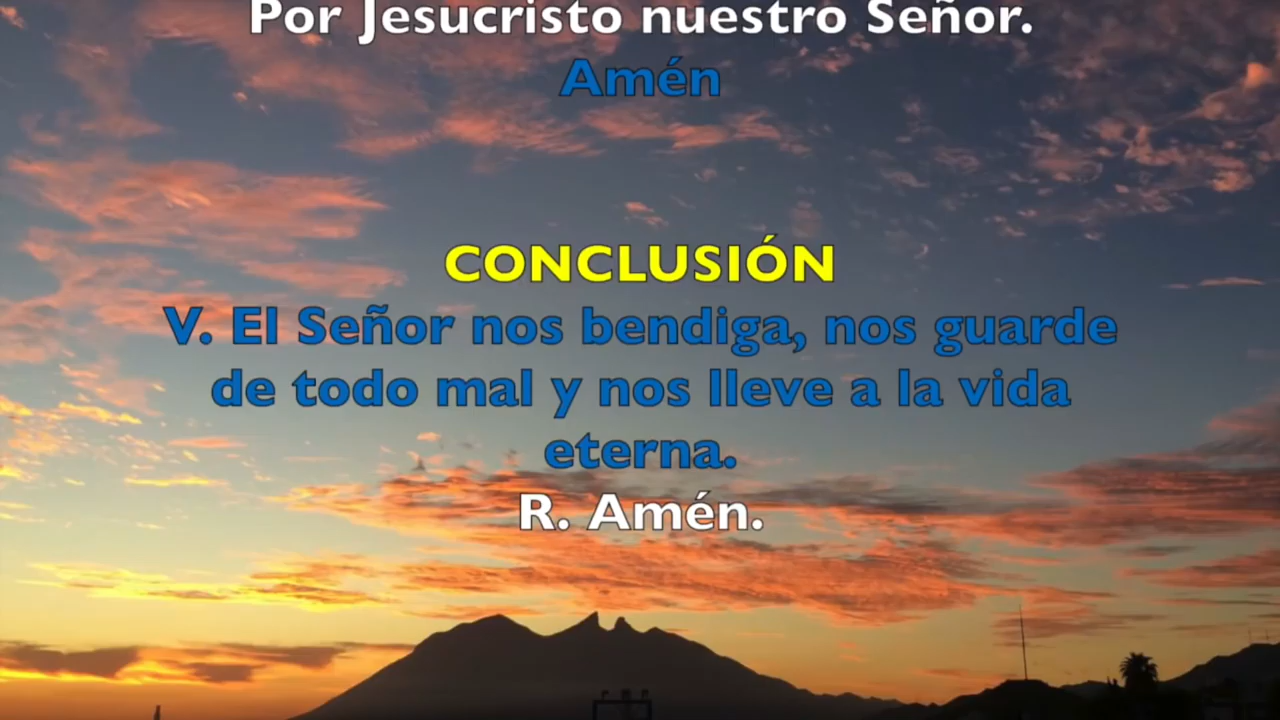 Por Jesucristo nuestro Señor.
Amén
CONCLUSIÓN
V. El Señor nos bendiga, nos guarde
de todo mal y nos lleve a la vida
eterna.
R. Amén.